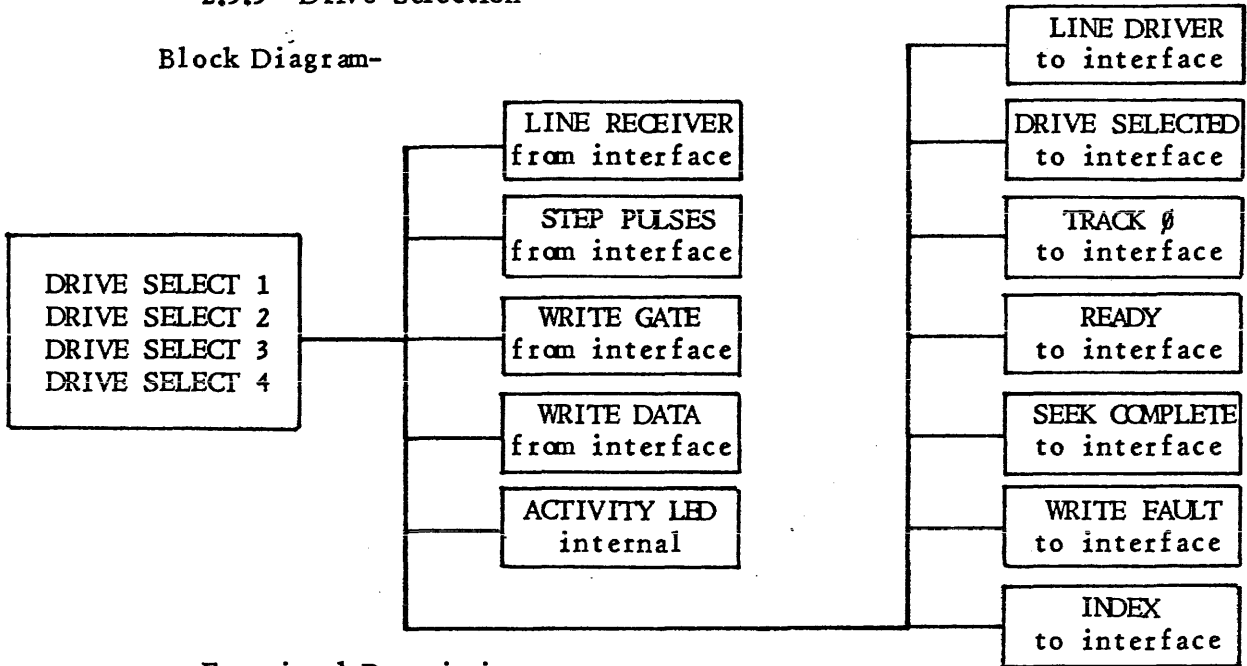 Drive Selection
Block Diagram-
DRIVE SELECT 1
DRIVE SELECT 2
DRIVE SELECT 3
DRIVE SELECT 4
LINE RECEIVER
from interface
STEP PULSES
from interface
WRITE GATE
from interface
WRITE DATA
from interface
ACTIVITY LED
internal
LINE DRIVER
to interface
DRIVE SELECTED
to interface
TRACK Ø
to interface
READY
to interface
SEEK COMPLETE
to interface
WRITE FAULT
to interface
INDEX
to interface